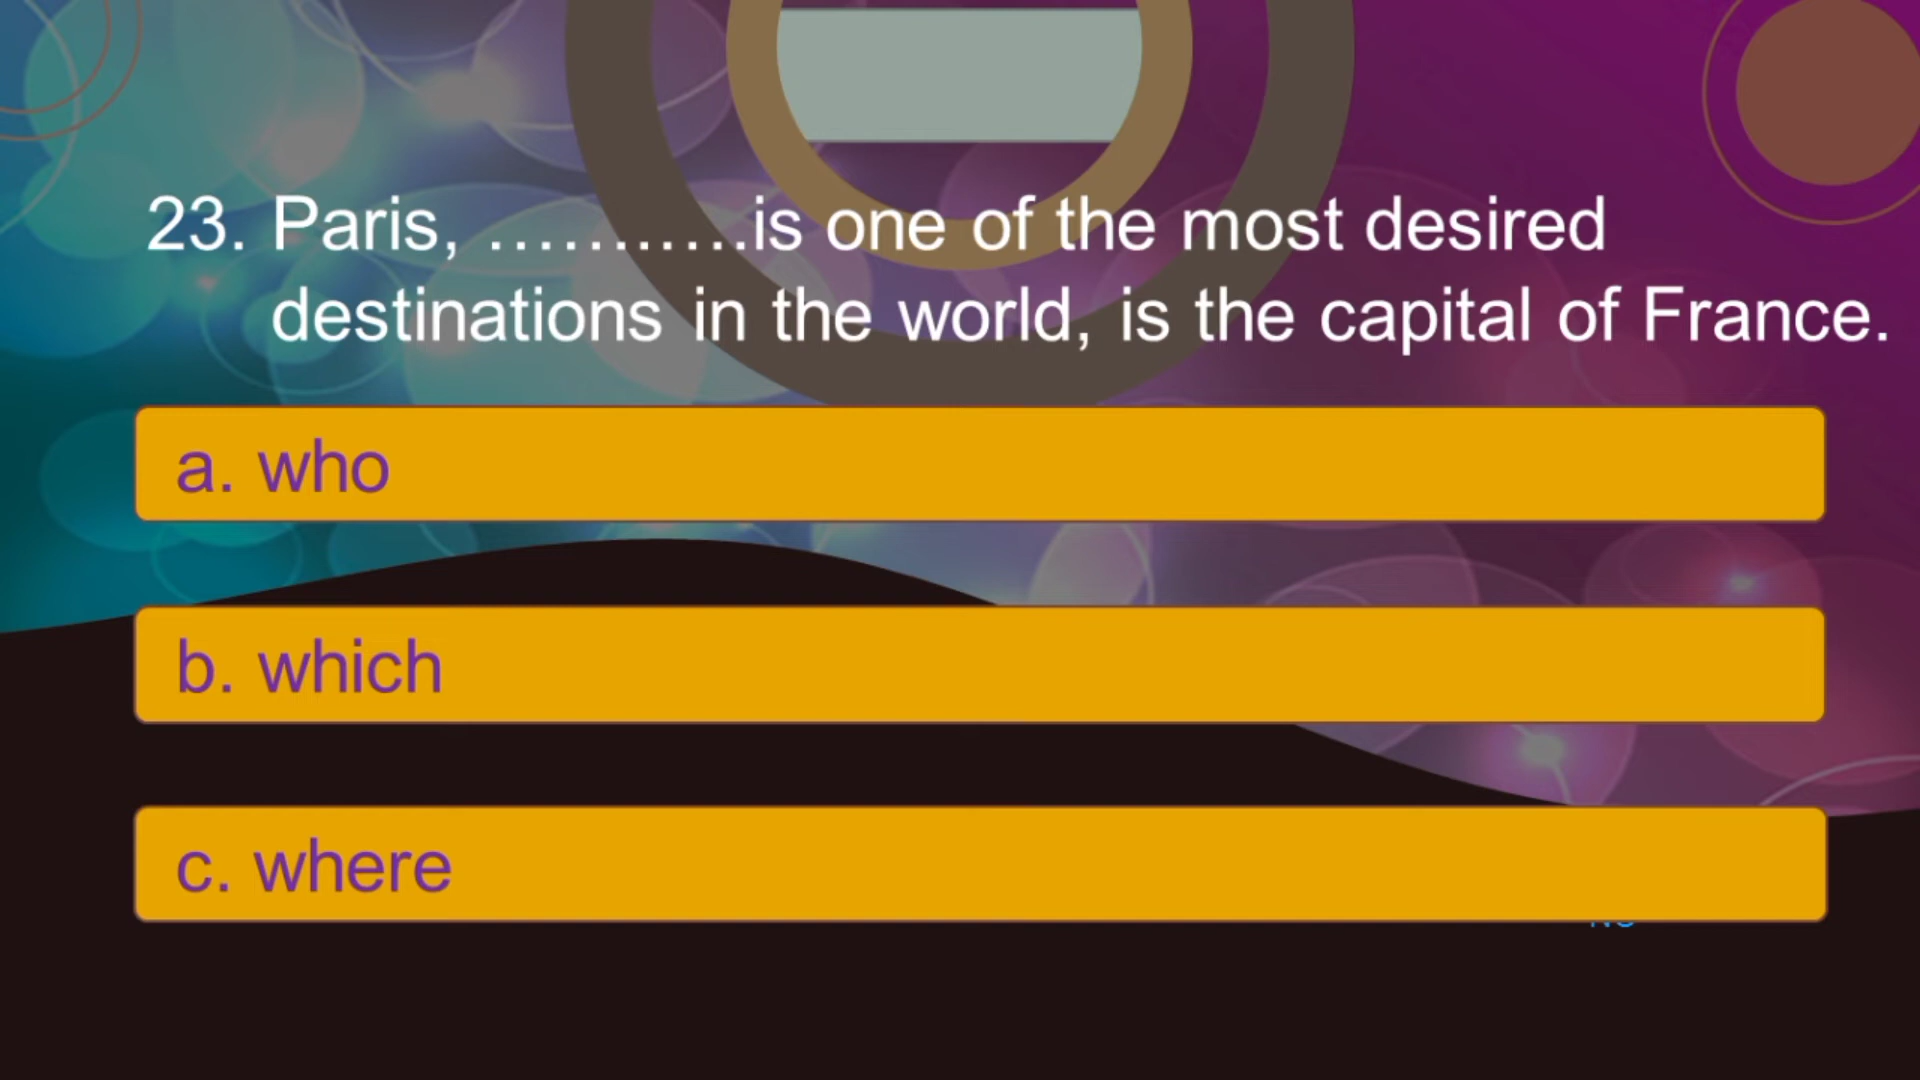 23. Paris, ………..is one of the most desired
destinations in the world, is the capital of France.
a. who
b. which
c. where